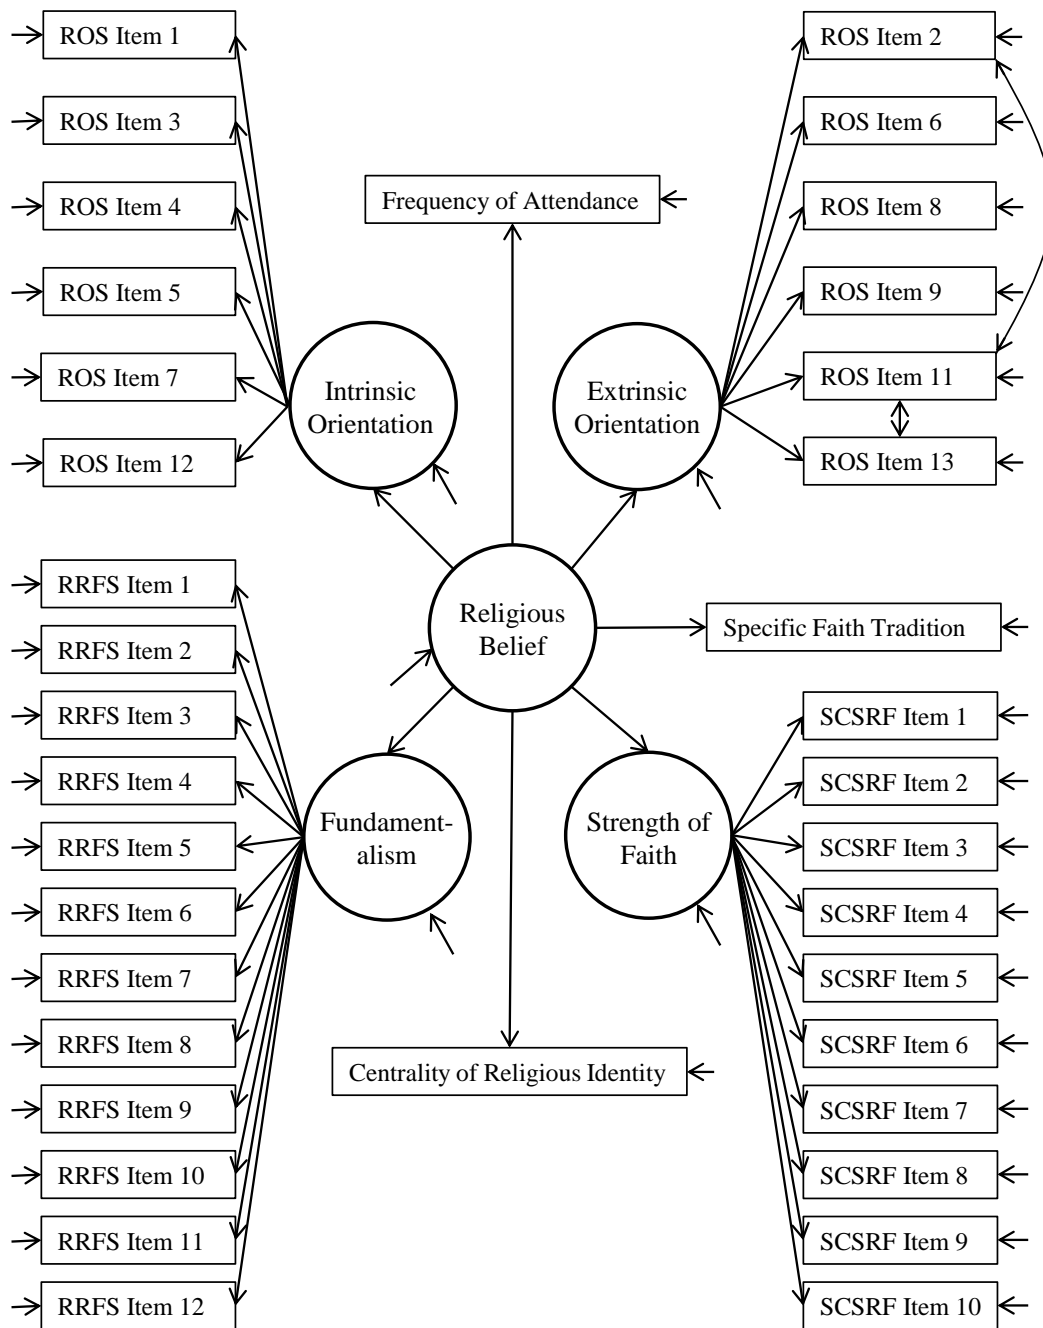 ROS Item 1
ROS Item 3
ROS Item 4
ROS Item 5
ROS Item 7
ROS Item 12
Frequency of Attendance
ROS Item 2
ROS Item 6
ROS Item 8
ROS Item 9
ROS Item 11
ROS Item 13
Intrinsic
Orientation
Extrinsic
Orientation
Religious
Belief
Specific Faith Tradition
RRFS Item 1
RRFS Item 2
RRFS Item 3
RRFS Item 4
RRFS Item 5
RRFS Item 6
RRFS Item 7
RRFS Item 8
RRFS Item 9
RRFS Item 10
RRFS Item 11
RRFS Item 12
Fundament-
alism
Strength of
Faith
Centrality of Religious Identity
SCSRF Item 1
SCSRF Item 2
SCSRF Item 3
SCSRF Item 4
SCSRF Item 5
SCSRF Item 6
SCSRF Item 7
SCSRF Item 8
SCSRF Item 9
SCSRF Item 10